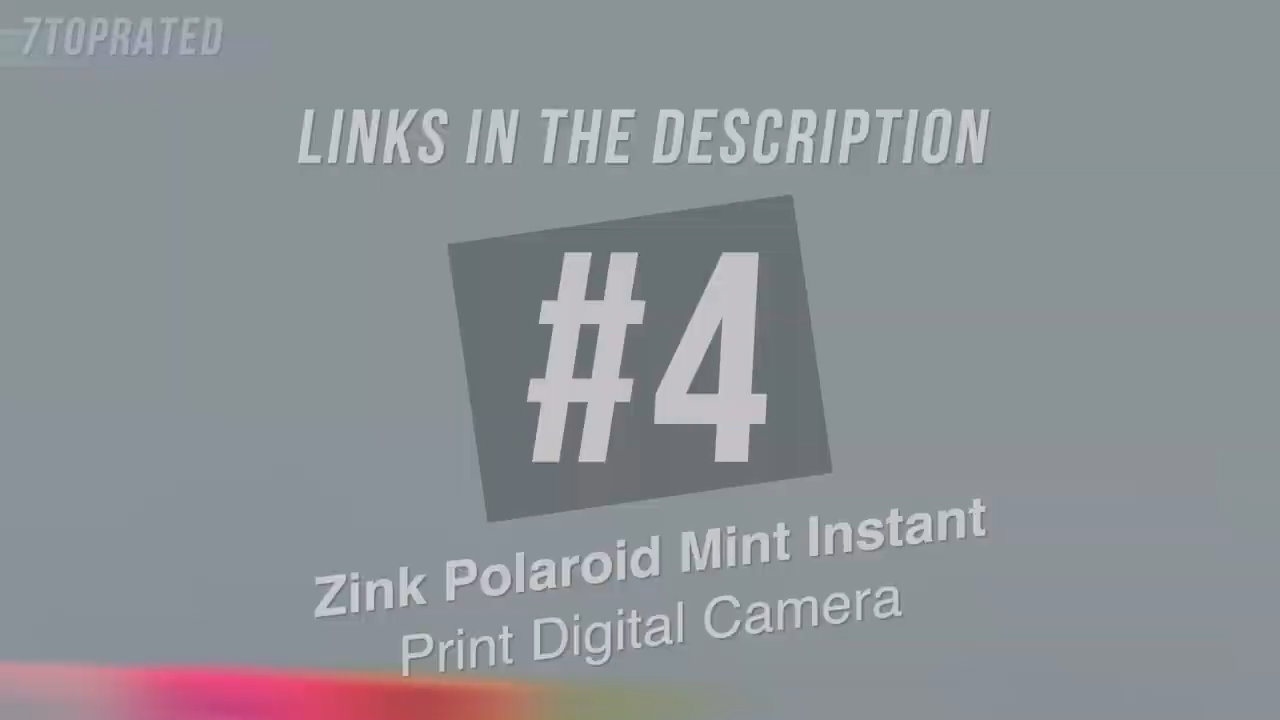 7TOPRATED
LINKS IN THE DESCRIPTION
#4
Zink Polaroid Mint Instant
Print Digital Camera